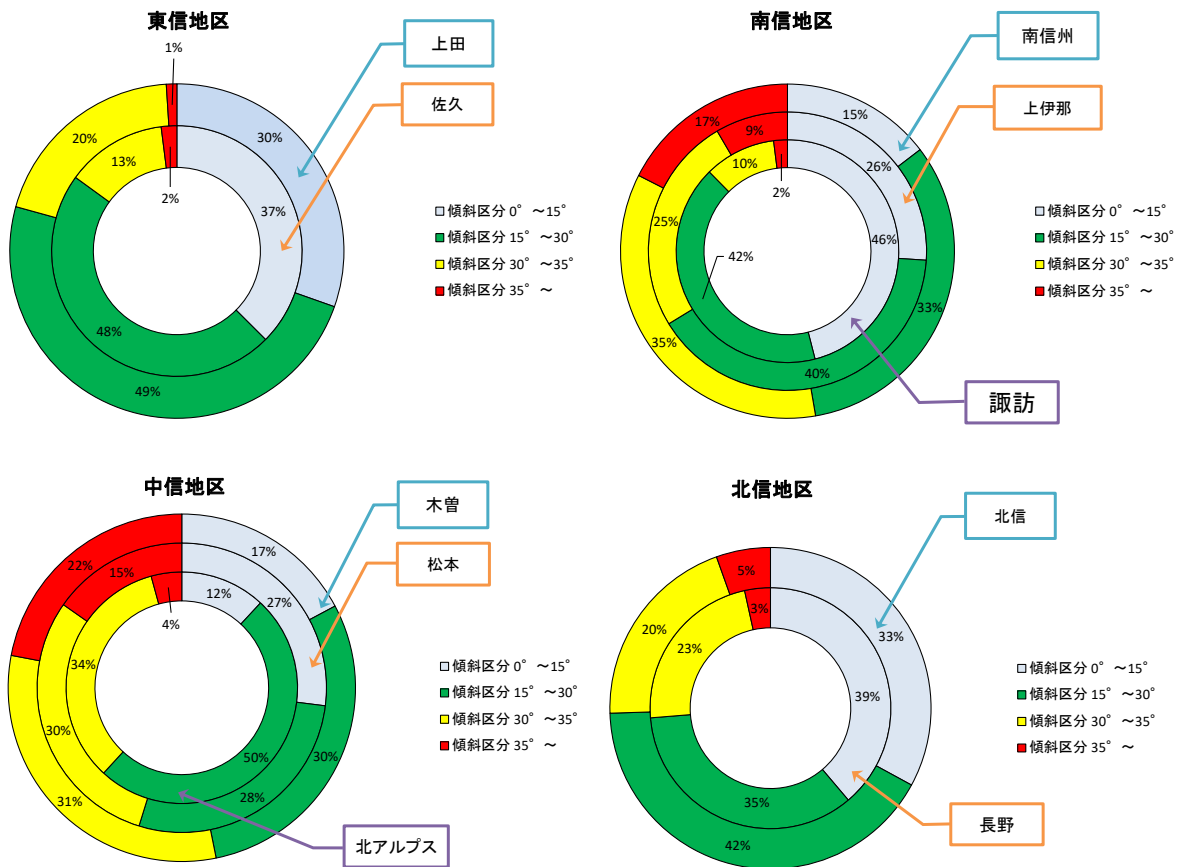 東信地区
1%
上田
佐久
20%
30%
13%
2%
37%
48%
49%
傾斜区分 0° ～15°
傾斜区分 15° ～30°
傾斜区分 30° ～35°
傾斜区分 35° ～
南信地区
南信州
上伊那
17%
15%
9%
26%
10%
2%
25%
46%
42%
33%
35%
40%
諏訪
傾斜区分 0° ～15°
傾斜区分 15° ～30°
傾斜区分 30° ～35°
傾斜区分 35° ～
中信地区
木曽
松本
22%
17%
15%
12%
27%
4%
34%
30%
50%
30%
28%
31%
北アルプス
傾斜区分 0° ～15°
傾斜区分 15° ～30°
傾斜区分 30° ～35°
傾斜区分 35° ～
北信地区
北信
5%
3%
20%
33%
23%
39%
35%
42%
長野
傾斜区分 0° ～15°
傾斜区分 15° ～30°
傾斜区分 30° ～35°
傾斜区分 35° ～